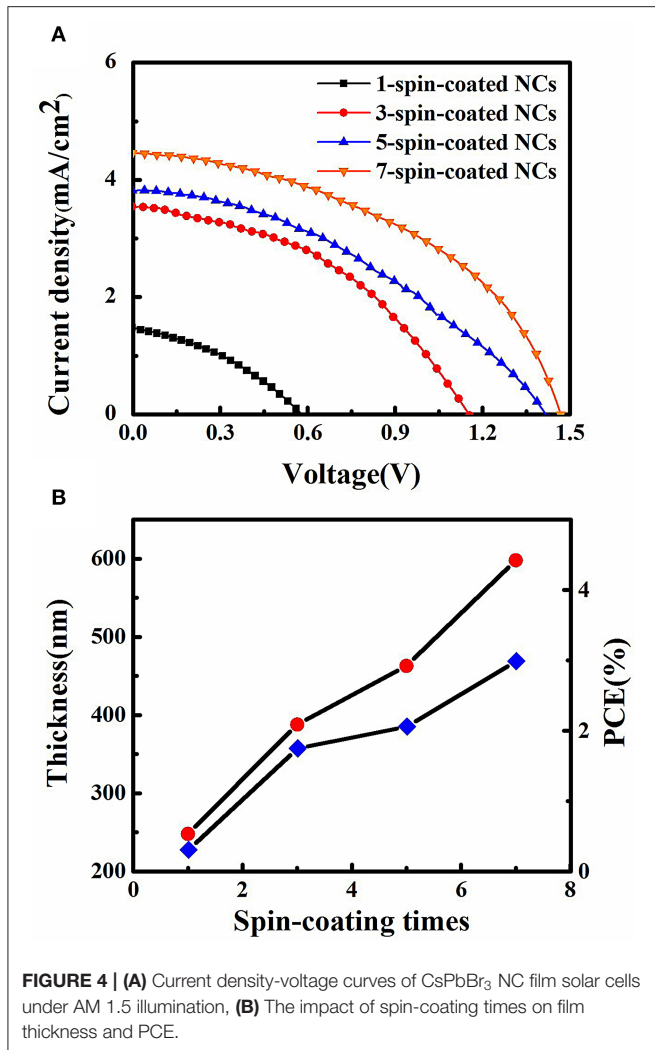 A
Current density(mA/cm²)
6
4
2
0
1-spin-coated NCs
3-spin-coated NCs
5-spin-coated NCs
7-spin-coated NCs
0.0 0.3 0.6 0.9 1.2 1.5
Voltage(V)
B
Thickness(nm)
600
500
400
300
200
PCE(%)
4
2
0
0 2 4 6 8
Spin-coating times
FIGURE 4 | (A) Current density-voltage curves of CsPbBr₃ NC film solar cells
under AM 1.5 illumination, (B) The impact of spin-coating times on film
thickness and PCE.